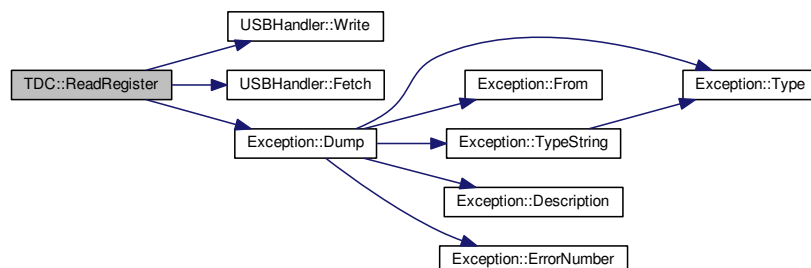 TDC::ReadRegister
USBHandler::Write
USBHandler::Fetch
Exception::Dump
Exception::From
Exception::TypeString
Exception::Description
Exception::ErrorNumber
Exception::Type